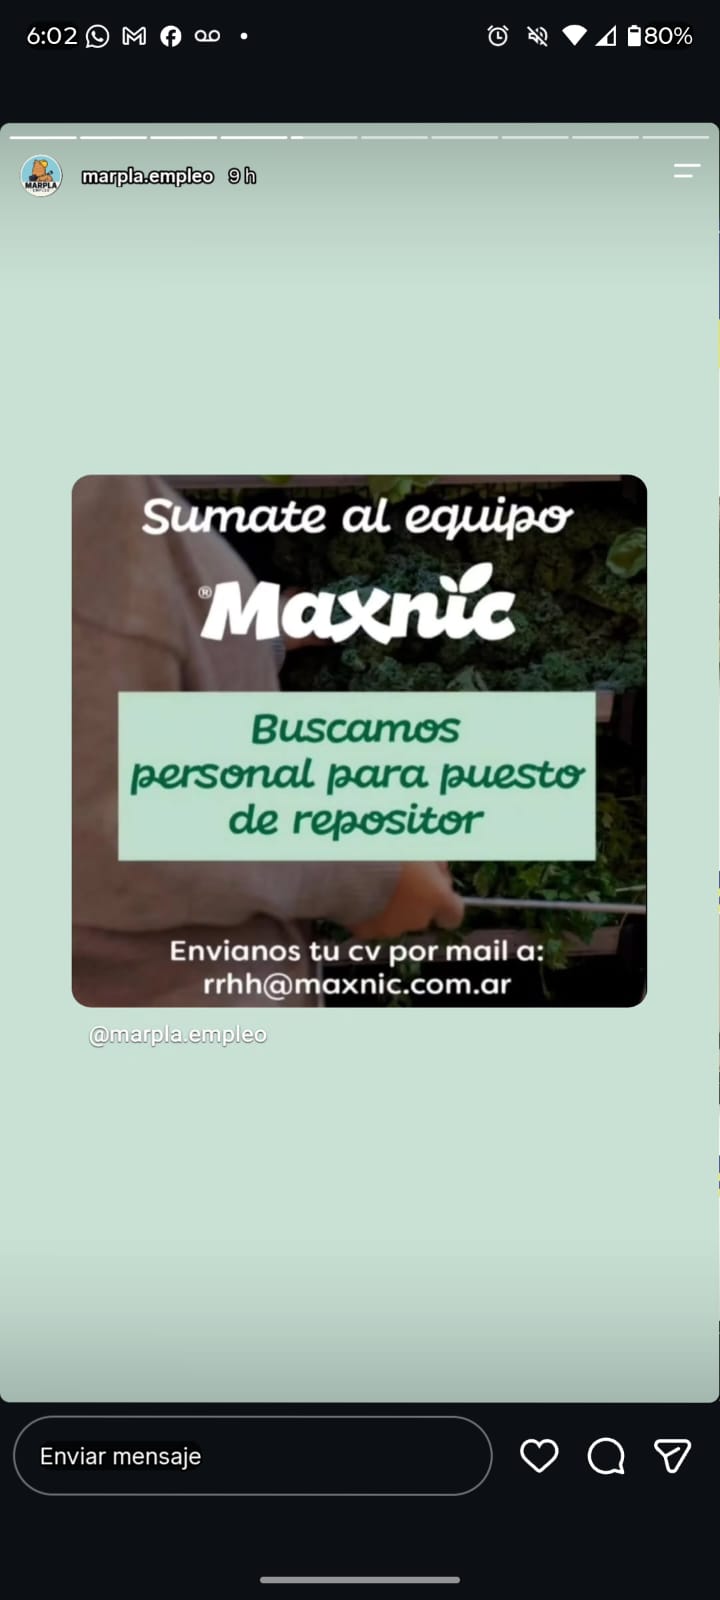 6:02
80%
MARPLA
marpla.empleo 9 h
Sumate al equipo
®Maxnic
Buscamos
personal para puesto
de repositor
Envianos tu cv por mail a:
rrhh@maxnic.com.ar
@marpla.empleo
Enviar mensaje